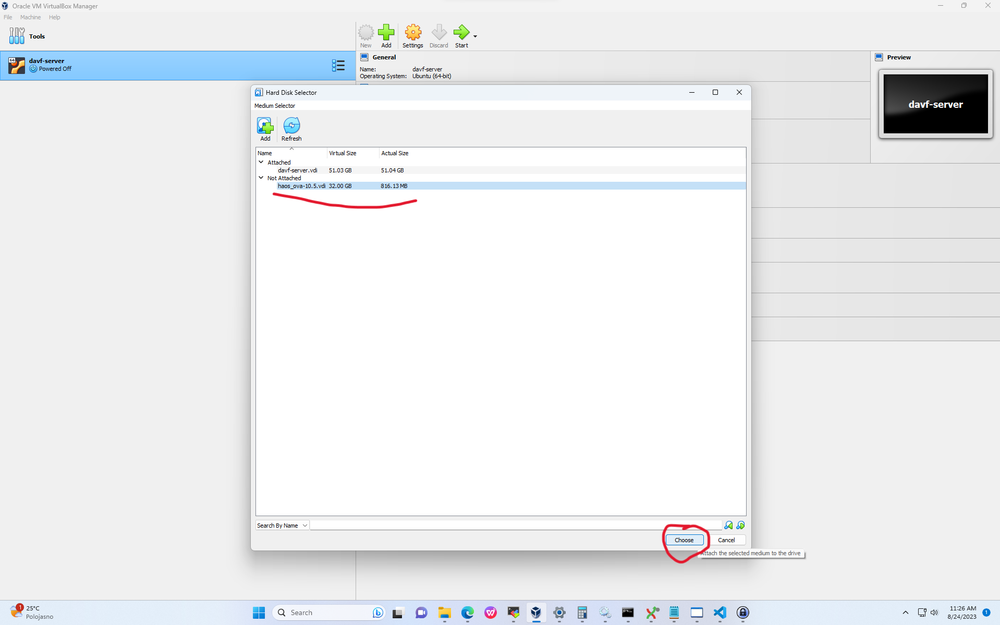 Oracle VM VirtualBox Manager
File Machine Help
Tools
New Add Settings Discard Start
64
davf-server
Powered Off
General
Name: davf-server
Operating System: Ubuntu (64-bit)
Preview
davf-server
Hard Disk Selector
Medium Selector
Add Refresh
Name Virtual Size Actual Size
Attached
davf-server.vdi 51.03 GB 51.04 GB
Not Attached
haos_ova-10.5.vdi 32.00 GB 816.13 MB
Search By Name
Choose Cancel
Attach the selected medium to the drive
1
25°C
Polojasno
Search
11:26 AM
8/24/2023
1